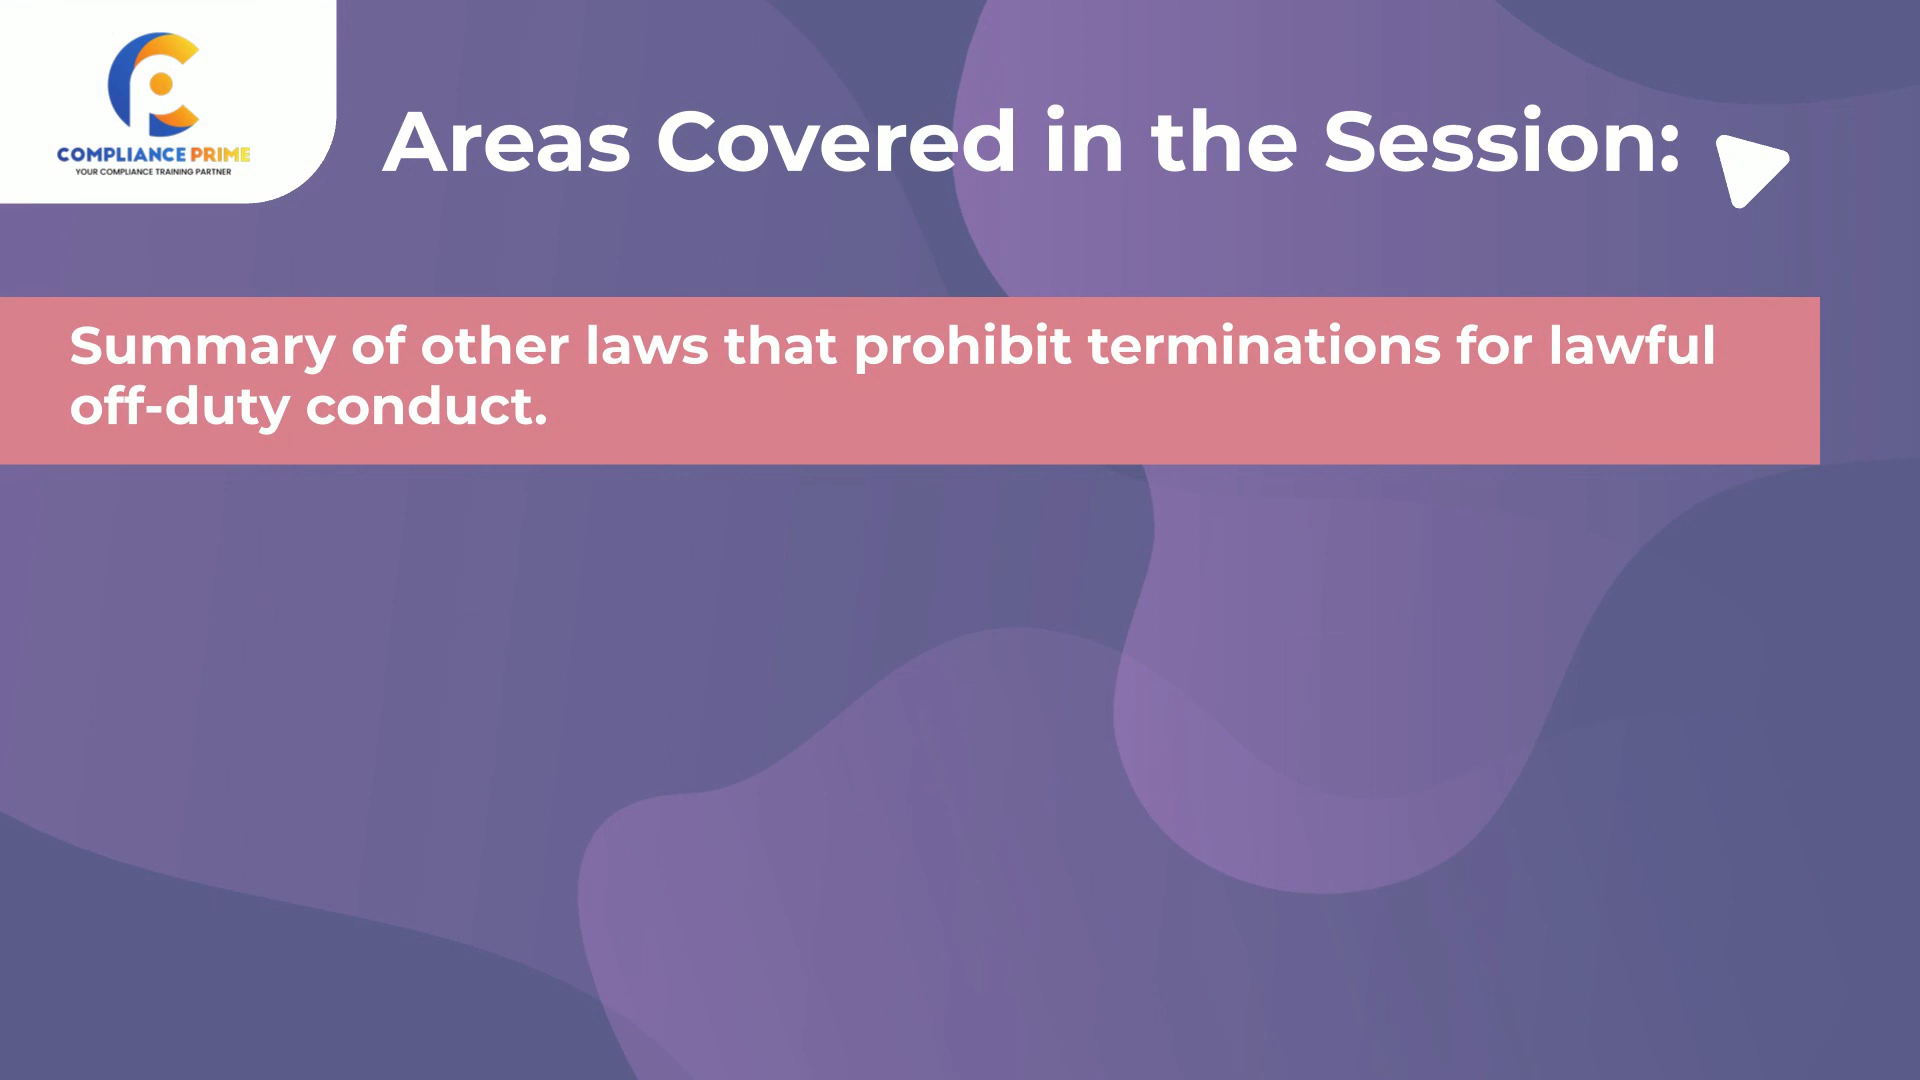 COMPLIANCE PRIME
YOUR COMPLIANCE TRAINING PARTNER
Areas Covered in the Session:
Summary of other laws that prohibit terminations for lawful
off-duty conduct.